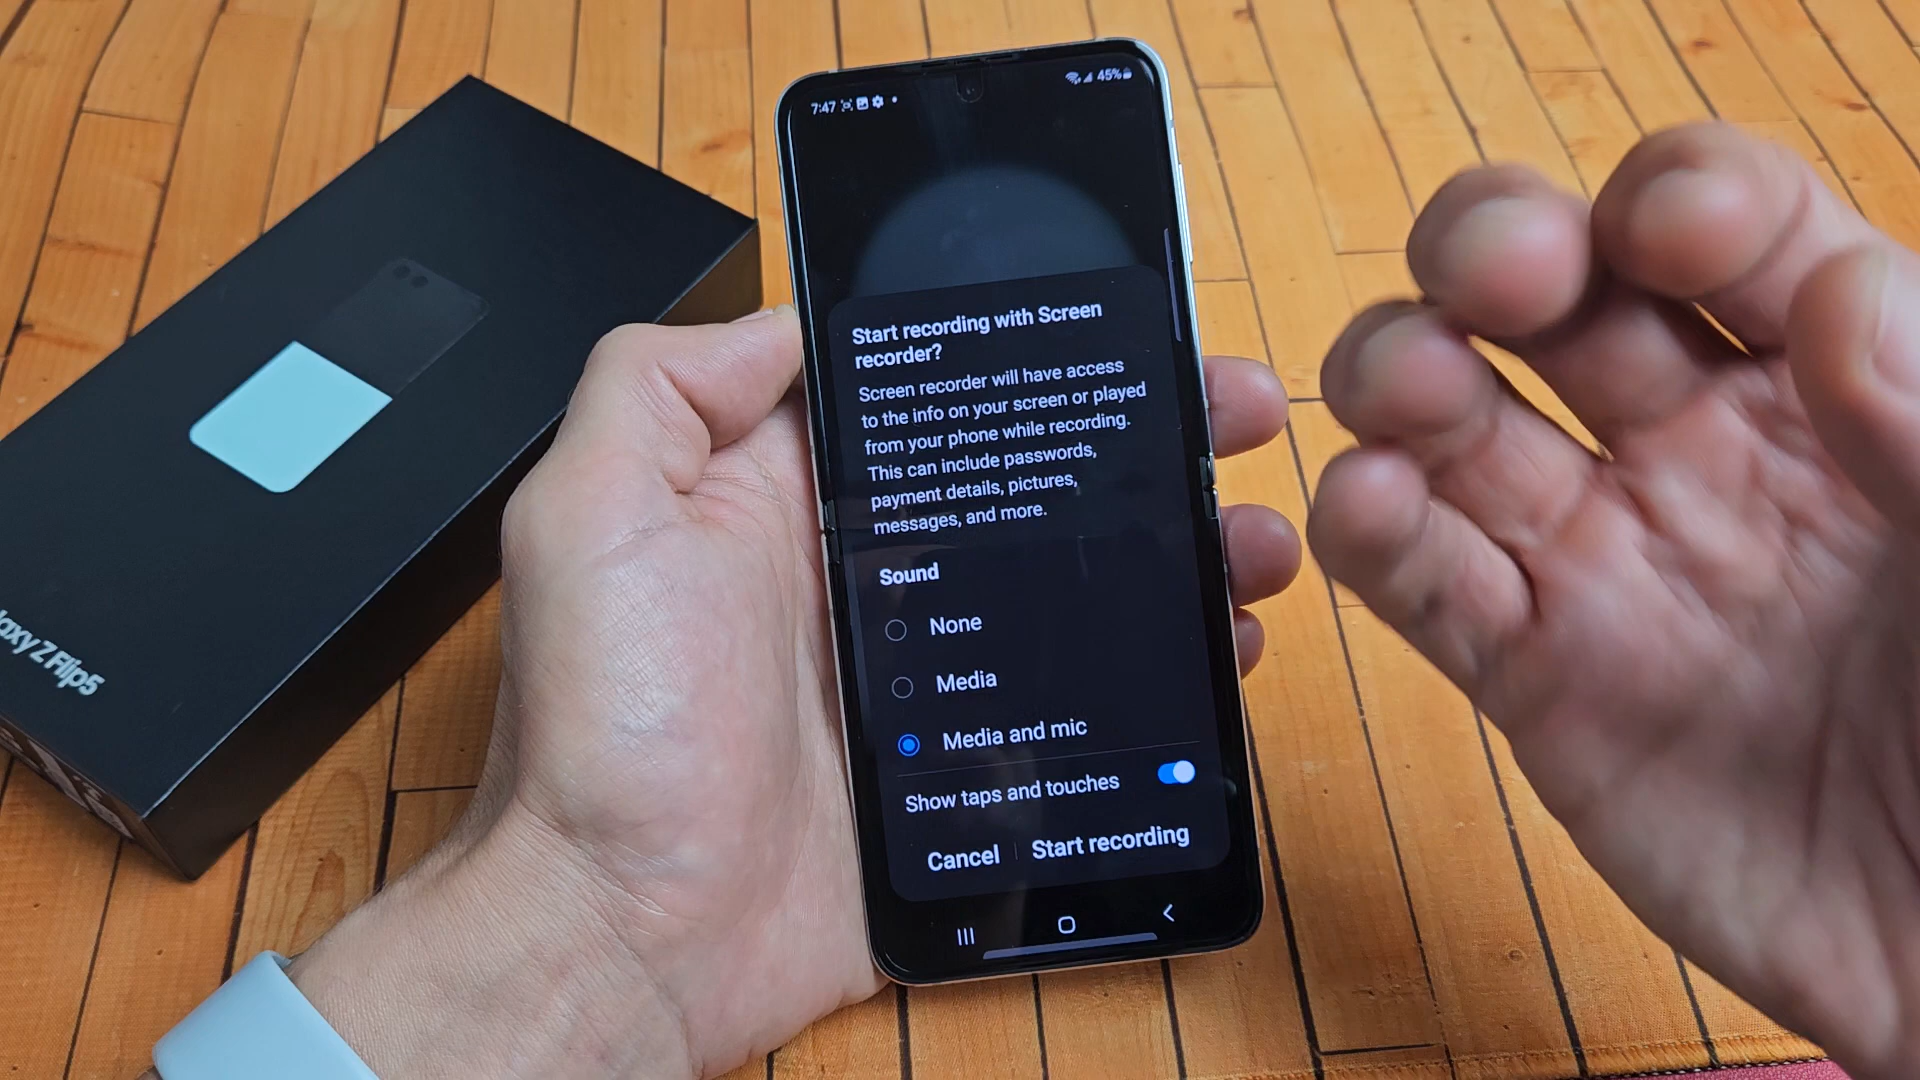 7:47
45%
Start recording with Screen
recorder?
Screen recorder will have access
to the info on your screen or played
from your phone while recording.
This can include passwords,
payment details, pictures,
messages, and more.
Sound
None
Media
Media and mic
Show taps and touches
Cancel
Start recording
laxy Z Flip5